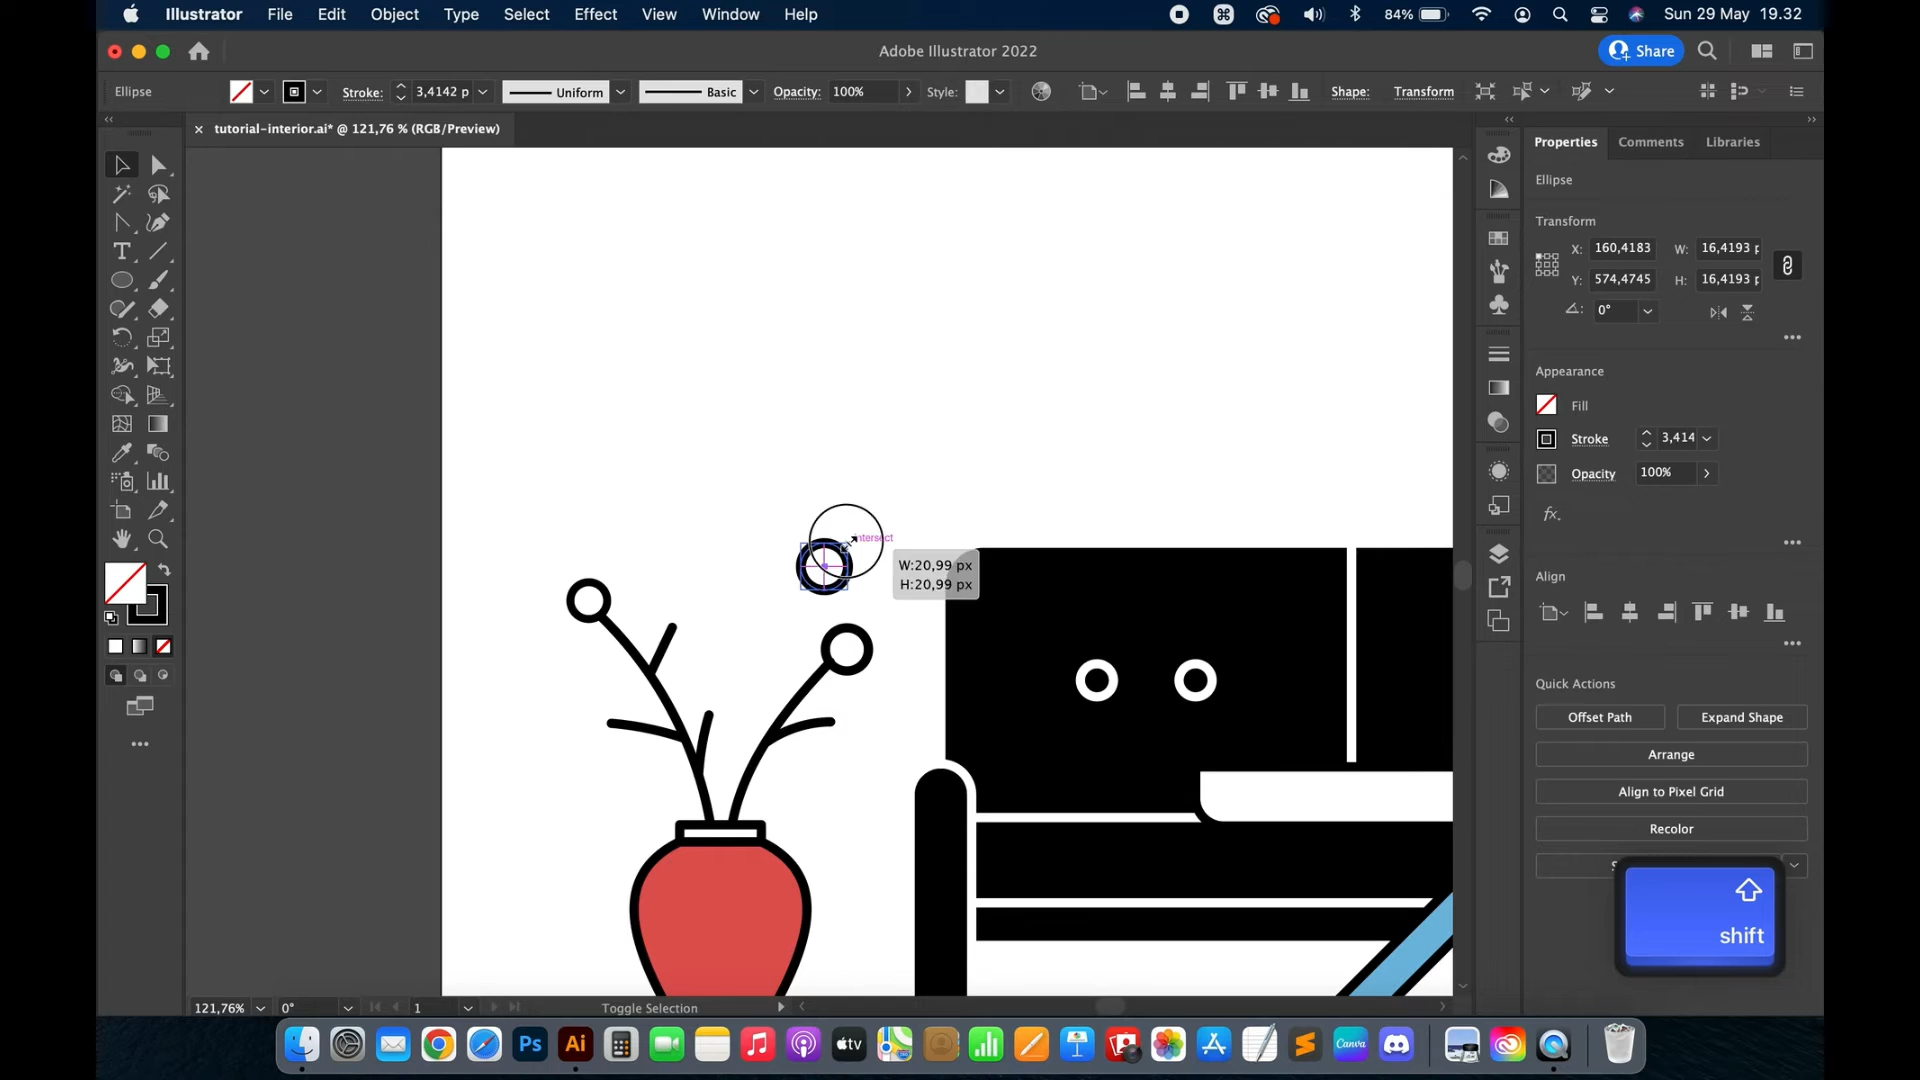 Illustrator File Edit Object Type Select Effect View Window Help 84% Sun 29 May 19.32
Adobe Illustrator 2022 Share
Ellipse Stroke: 3,4142 p Uniform Basic Opacity: 100% Style: Shape: Transform
tutorial-interior.ai* @ 121,76 % (RGB/Preview)
Properties Comments Libraries
Ellipse
Transform
X: 160,4183 W: 16,4193 p
Y: 574,4745 H: 16,4193 p
0°
Appearance
Fill
Stroke 3,414
Opacity 100%
fx.
intersect
W:20,99 px
H:20,99 px
Align
Quick Actions
Offset Path Expand Shape
Arrange
Align to Pixel Grid
Recolor
shift
121,76% 0° 1 Toggle Selection
Ps Ai tv Canva